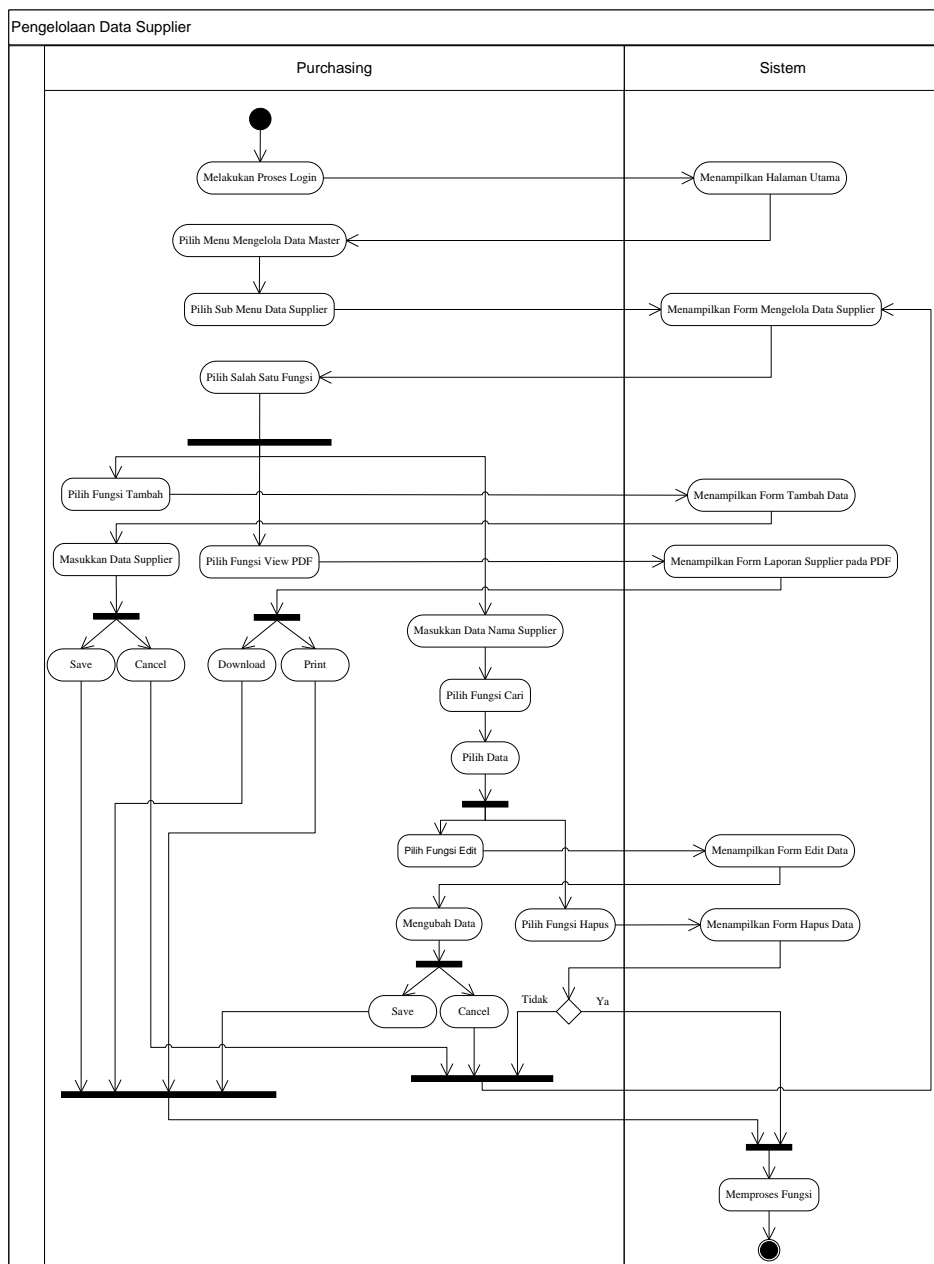 Pengelolaan Data Supplier
Purchasing
Sistem
Melakukan Proses Login
Menampilkan Halaman Utama
Pilih Menu Mengelola Data Master
Pilih Sub Menu Data Supplier
Menampilkan Form Mengelola Data Supplier
Pilih Salah Satu Fungsi
Pilih Fungsi Tambah
Menampilkan Form Tambah Data
Masukkan Data Supplier
Pilih Fungsi View PDF
Menampilkan Form Laporan Supplier pada PDF
Masukkan Data Nama Supplier
Save
Cancel
Download
Print
Pilih Fungsi Cari
Pilih Data
Pilih Fungsi Edit
Menampilkan Form Edit Data
Mengubah Data
Pilih Fungsi Hapus
Menampilkan Form Hapus Data
Tidak
Ya
Save
Cancel
Memproses Fungsi